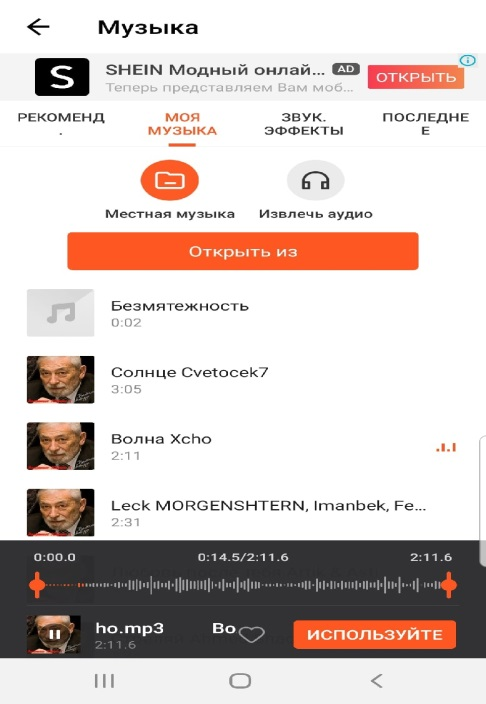 Музыка
S
SHEIN Модный онлай... AD
Теперь представляем Вам моб...
ОТКРЫТЬ
РЕКОМЕНД
.
МОЯ
МУЗЫКА
ЗВУК.
ЭФФЕКТЫ
ПОСЛЕДНЕ
Е
Местная музыка
Извлечь аудио
Открыть из
Безмятежность
0:02
Солнце Cvetocek7
3:05
Волна Xcho
2:11
Leck MORGENSHTERN, Imanbek, Fe...
2:31
0:00.0 0:14.5/2:11.6 2:11.6
ho.mp3 Во
2:11.6
ИСПОЛЬЗУЙТЕ